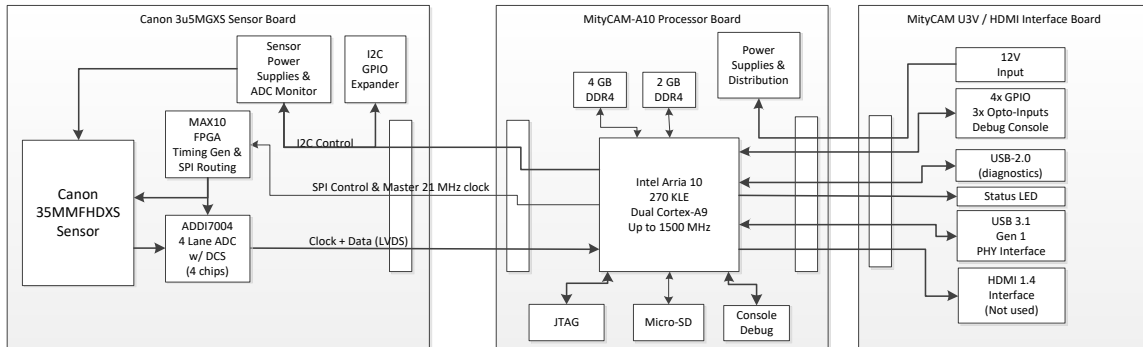 Canon 3u5MGXS Sensor Board
Sensor
Power
Supplies &
ADC Monitor
I2C
GPIO
Expander
MAX10
FPGA
Timing Gen &
SPI Routing
I2C Control
SPI Control & Master 21 MHz clock
Canon
35MMFHDXS
Sensor
ADDI7004
4 Lane ADC
w/ DCS
(4 chips)
Clock + Data (LVDS)
MityCAM-A10 Processor Board
4 GB
DDR4
2 GB
DDR4
Power
Supplies &
Distribution
Intel Arria 10
270 KLE
Dual Cortex-A9
Up to 1500 MHz
JTAG
Micro-SD
Console
Debug
MityCAM U3V / HDMI Interface Board
12V
Input
4x GPIO
3x Opto-Inputs
Debug Console
USB-2.0
(diagnostics)
Status LED
USB 3.1
Gen 1
PHY Interface
HDMI 1.4
Interface
(Not used)